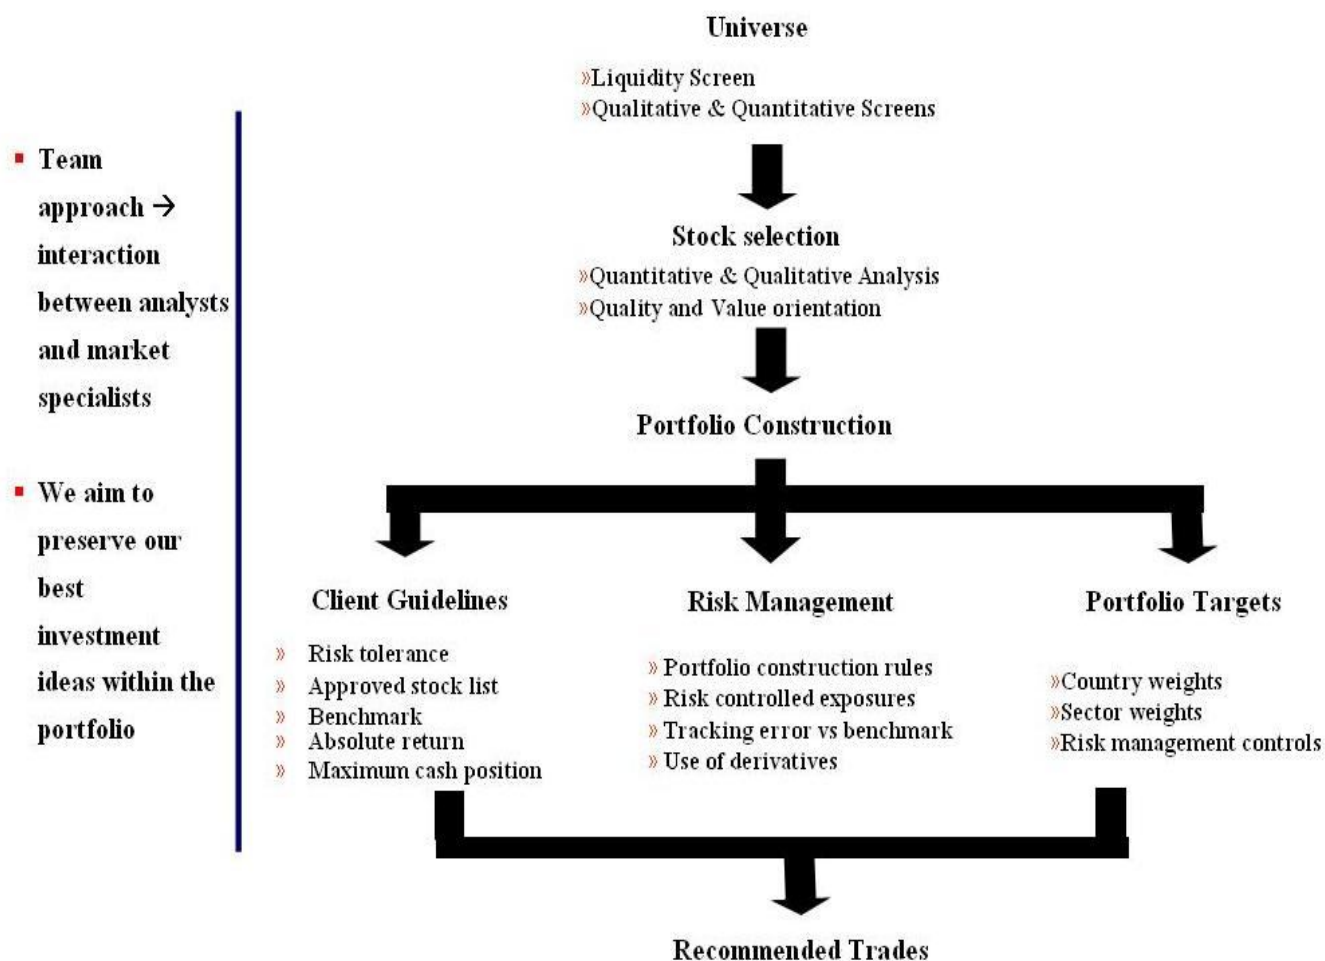 Team
approach →
interaction
between analysts
and market
specialists
We aim to
preserve our
best
investment
ideas within the
portfolio
Universe
»Liquidity Screen
»Qualitative & Quantitative Screens
Stock selection
»Quantitative & Qualitative Analysis
»Quality and Value orientation
Portfolio Construction
Client Guidelines
» Risk tolerance
» Approved stock list
» Benchmark
» Absolute return
» Maximum cash position
Risk Management
» Portfolio construction rules
» Risk controlled exposures
» Tracking error vs benchmark
» Use of derivatives
Portfolio Targets
»Country weights
»Sector weights
»Risk management controls
Recommended Trades